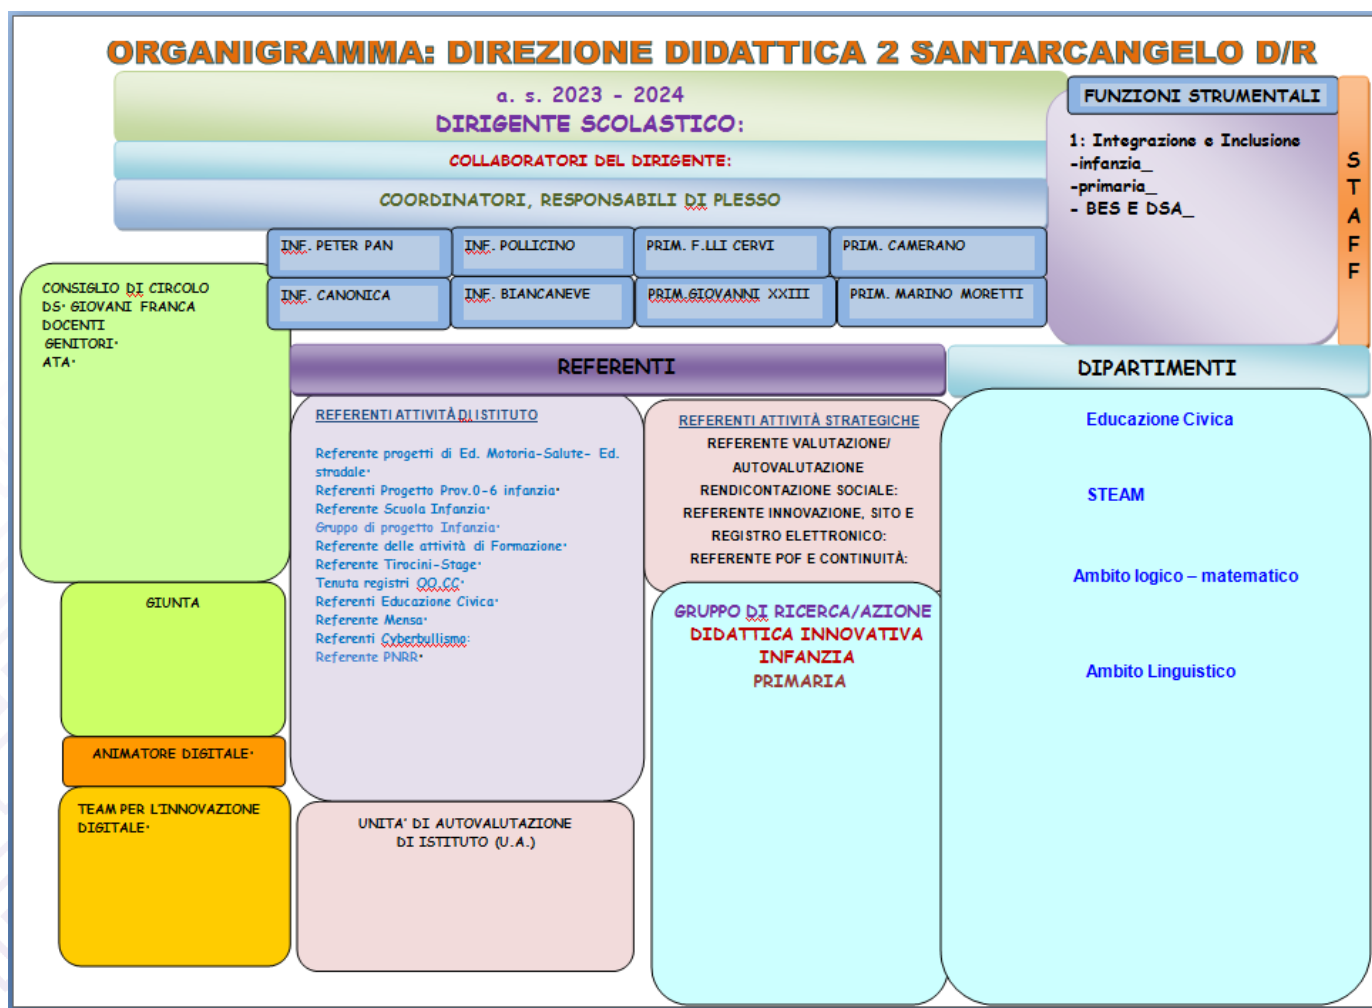 ORGANIGRAMMA: DIREZIONE DIDATTICA 2 SANTARCANGELO D/R
a. s. 2023 - 2024
DIRIGENTE SCOLASTICO:
COLLABORATORI DEL DIRIGENTE:
COORDINATORI, RESPONSABILI DI PLESSO
FUNZIONI STRUMENTALI
1: Integrazione e Inclusione
-infanzia_
-primaria_
- BES E DSA_
STAFF
INF. PETER PAN
INF. POLLICINO
PRIM. F.LLI CERVI
PRIM. CAMERANO
INF. CANONICA
INF. BIANCANEVE
PRIM.GIOVANNI XXIII
PRIM. MARINO MORETTI
CONSIGLIO DI CIRCOLO
DS· GIOVANI FRANCA
DOCENTI
GENITORI·
ATA·
GIUNTA
ANIMATORE DIGITALE·
TEAM PER L'INNOVAZIONE
DIGITALE·
REFERENTI
REFERENTI ATTIVITÀ DI ISTITUTO
Referente progetti di Ed. Motoria-Salute- Ed.
stradale·
Referenti Progetto Prov.0-6 infanzia·
Referente Scuola Infanzia·
Gruppo di progetto Infanzia·
Referente delle attività di Formazione·
Referente Tirocini-Stage·
Tenuta registri OO.CC·
Referenti Educazione Civica·
Referente Mensa·
Referenti Cyberbullismo:
Referente PNRR·
UNITA' DI AUTOVALUTAZIONE
DI ISTITUTO (U.A.)
REFERENTI ATTIVITÀ STRATEGICHE
REFERENTE VALUTAZIONE/
AUTOVALUTAZIONE
RENDICONTAZIONE SOCIALE:
REFERENTE INNOVAZIONE, SITO E
REGISTRO ELETTRONICO:
REFERENTE POF E CONTINUITÀ:
GRUPPO DI RICERCA/AZIONE
DIDATTICA INNOVATIVA
INFANZIA
PRIMARIA
DIPARTIMENTI
Educazione Civica
STEAM
Ambito logico – matematico
Ambito Linguistico